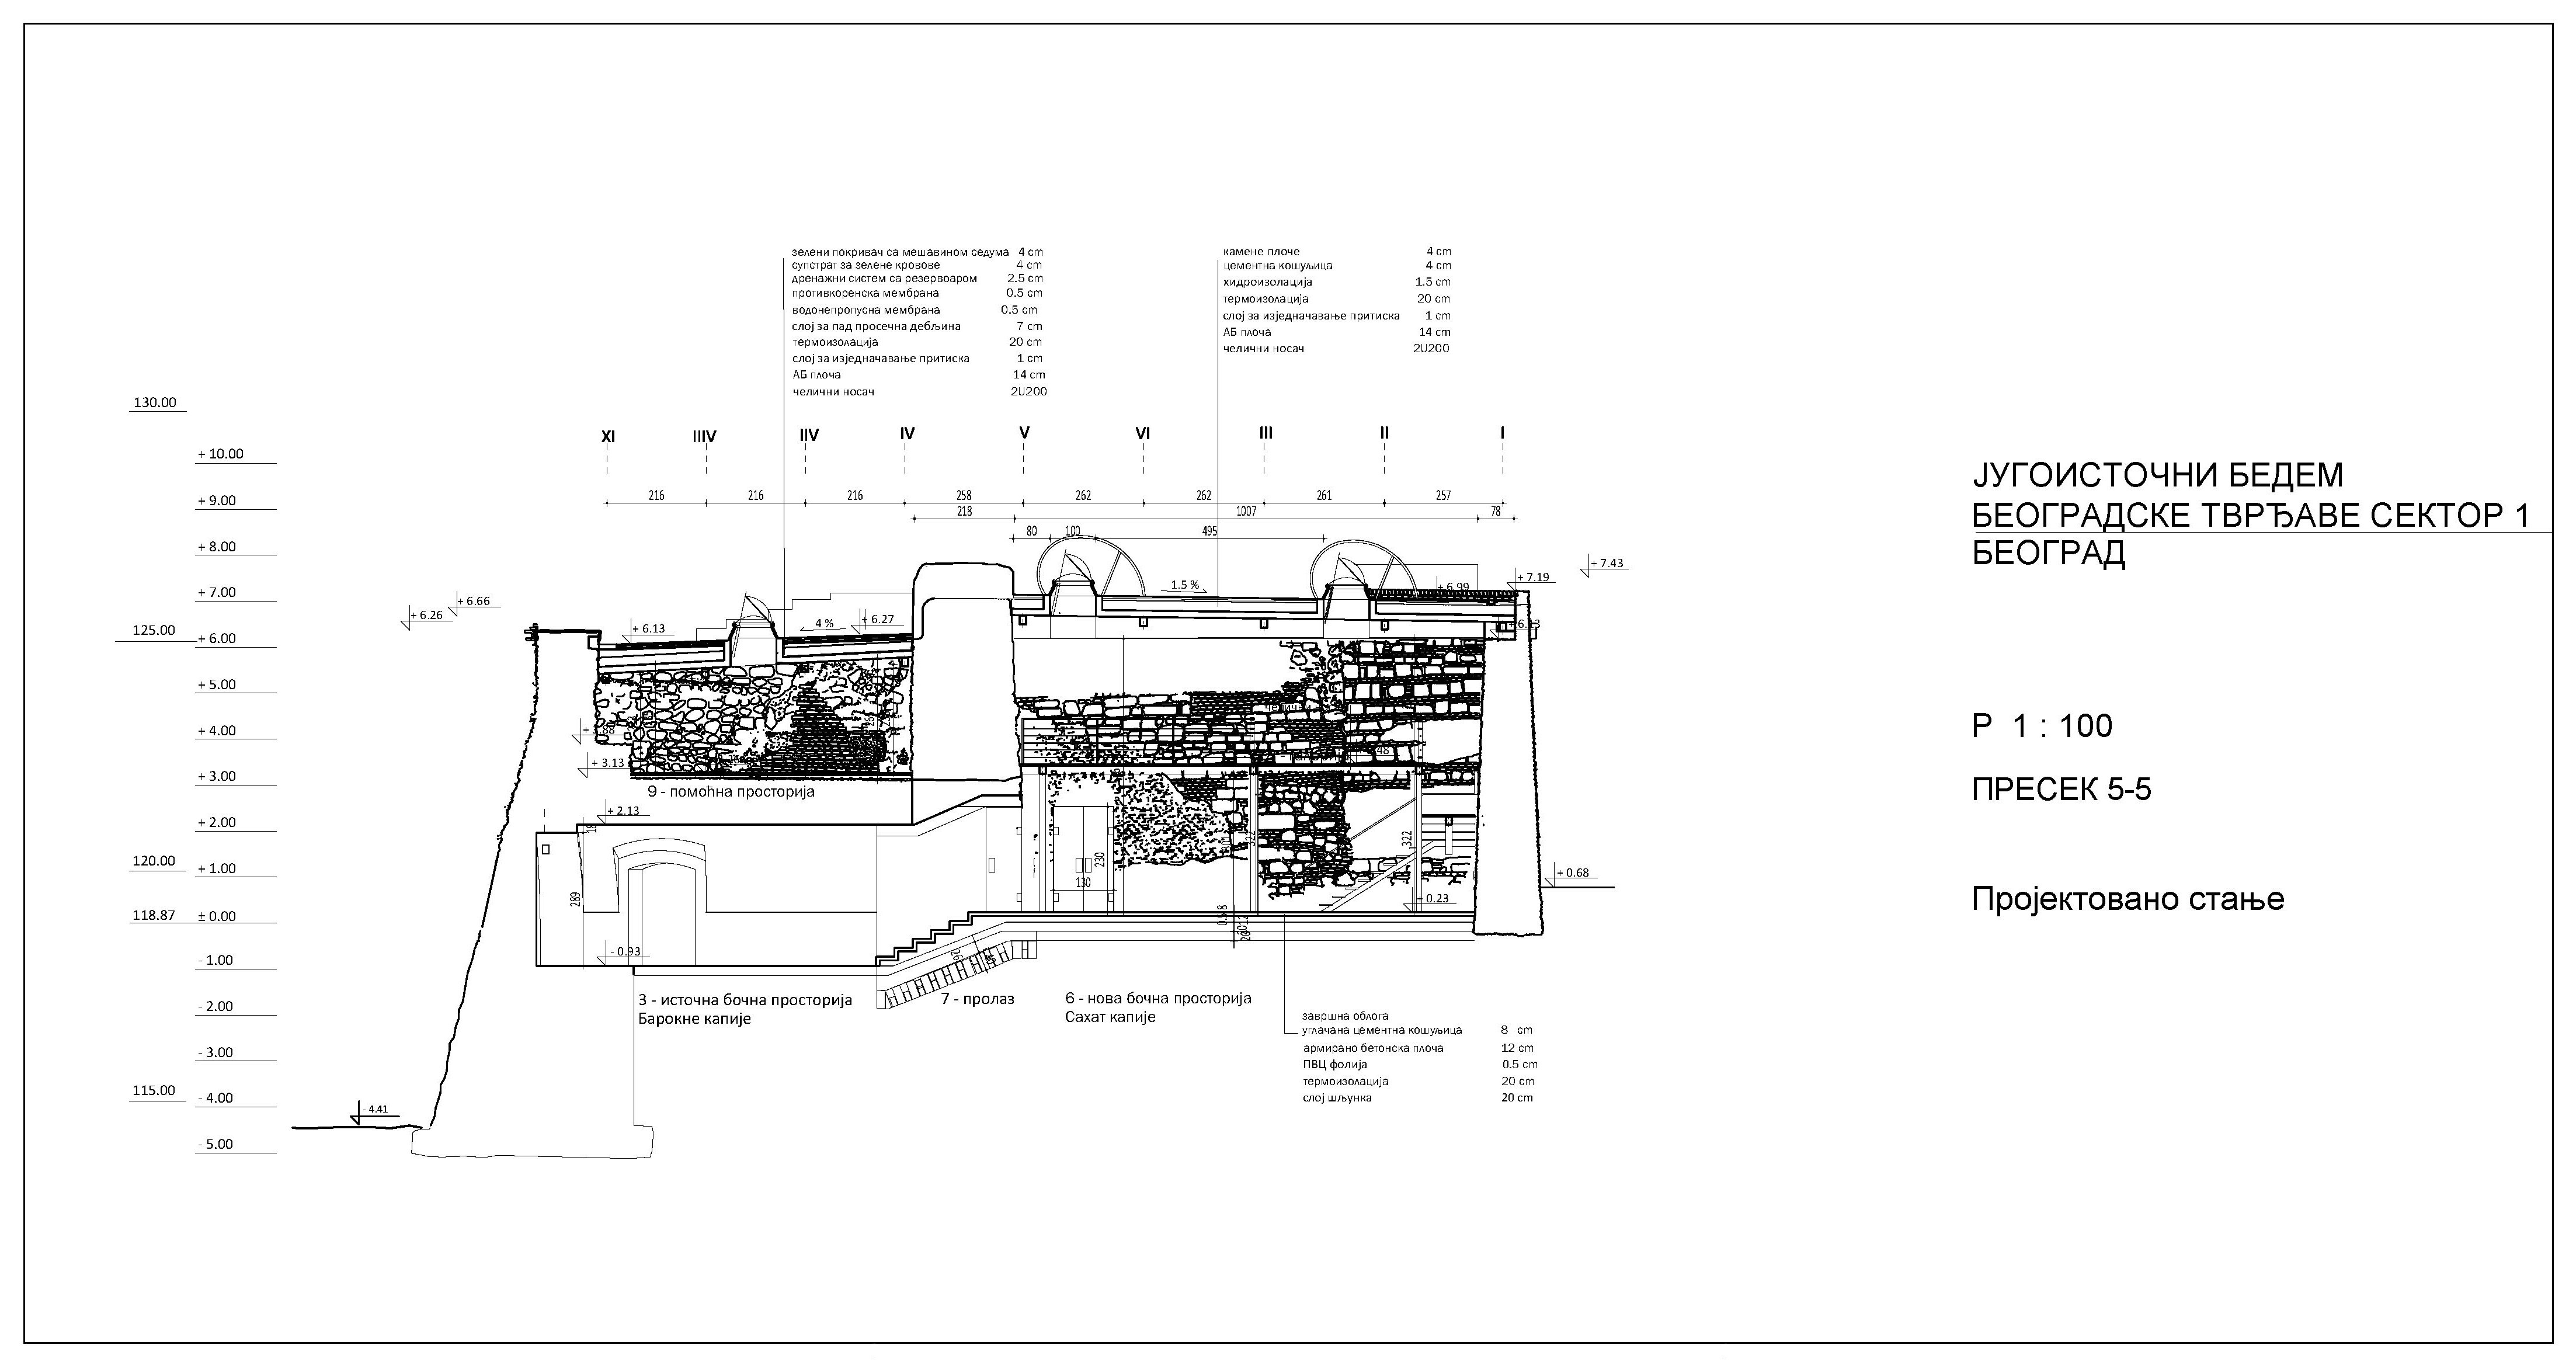 зелени покривач са мешавином седума 4 cm
супстрат за зелене кровове 4 cm
дренажни систем са резервоаром 2.5 cm
противкоренска мембрана 0.5 cm
водонепропусна мембрана 0.5 cm
слој за пад просечна дебљина 7 cm
термоизолација 20 cm
слој за изједначавање притиска 1 cm
АБ плоча 14 cm
челични носач 2U200
камене плоче 4 cm
цементна кошуљица 4 cm
хидроизолација 1.5 cm
термоизолација 20 cm
слој за изједначавање притиска 1 cm
АБ плоча 14 cm
челични носач 2U200
130.00
125.00
120.00
118.87
115.00
+ 10.00
+ 9.00
+ 8.00
+ 7.00
+ 6.00
+ 5.00
+ 4.00
+ 3.00
+ 2.00
+ 1.00
± 0.00
- 1.00
- 2.00
- 3.00
- 4.00
- 5.00
XI IIIV IIV IV V VI III II I
216 216 216 258 262 262 261 257
218 1007 78
80 100 495
+ 6.26
+ 6.66
+ 6.13
4 %
+ 6.27
1.5 %
+ 6.99
+ 7.19
+ 7.43
+ 3.13
9 - помоћна просторија
+ 2.13
18
289
- 0.93
130
230
322
322
+ 0.23
+ 0.68
- 4.41
3 - источна бочна просторија
Барокне капије
7 - пролаз
6 - нова бочна просторија
Сахат капије
завршна облога
углачана цементна кошуљица 8 cm
армирано бетонска плоча 12 cm
ПВЦ фолија 0.5 cm
термоизолација 20 cm
слој шљунка 20 cm
ЈУГОИСТОЧНИ БЕДЕМ
БЕОГРАДСКЕ ТВРЂАВЕ СЕКТОР 1
БЕОГРАД
Р 1 : 100
ПРЕСЕК 5-5
Пројектовано стање